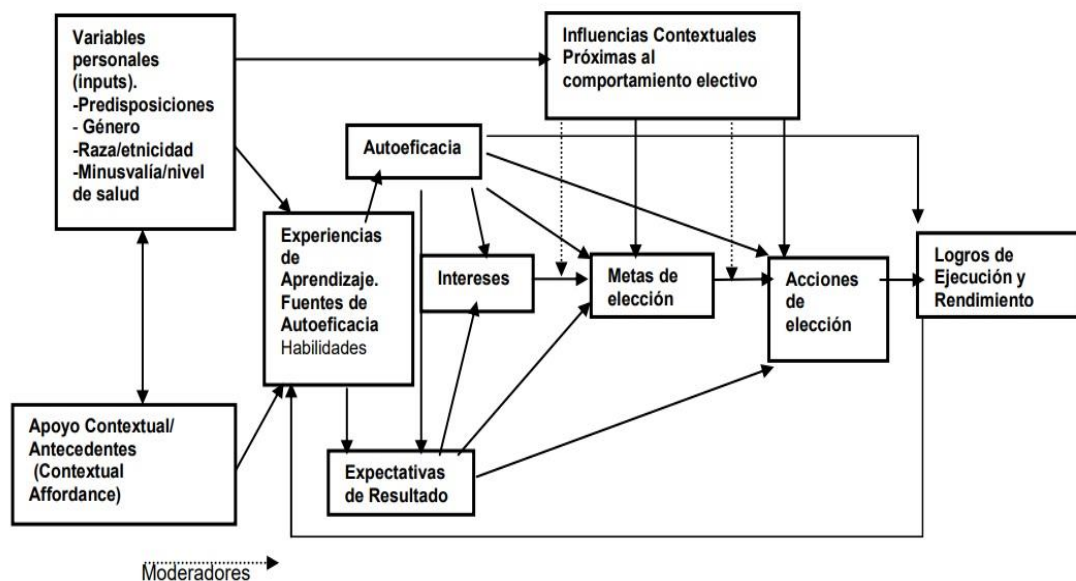 Variables
personales
(inputs).
-Predisposiciones
- Género
-Raza/etnicidad
-Minusvalía/nivel
de salud
Influencias Contextuales
Próximas al
comportamiento electivo
Autoeficacia
Experiencias
de
Aprendizaje.
Fuentes de
Autoeficacia
Habilidades
Intereses
Metas de
elección
Acciones
de
elección
Logros de
Ejecución y
Rendimiento
Apoyo Contextual/
Antecedentes
(Contextual
Affordance)
Expectativas
de Resultado
Moderadores